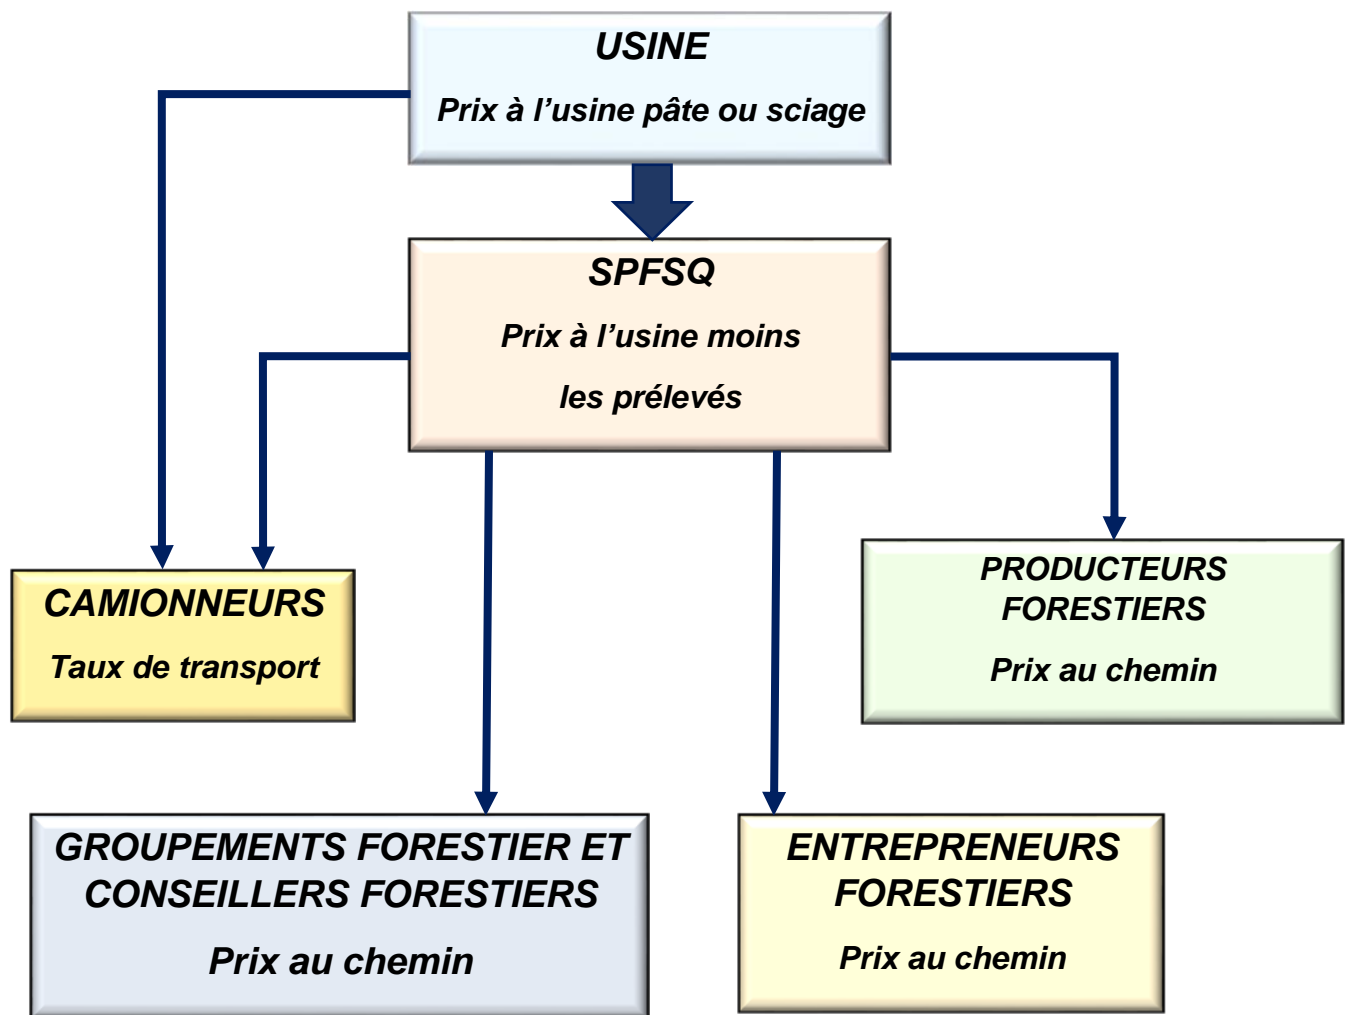 USINE
Prix à l’usine pâte ou sciage
SPFSQ
Prix à l’usine moins
les prélevés
CAMIONNEURS
Taux de transport
PRODUCTEURS
FORESTIERS
Prix au chemin
GROUPEMENTS FORESTIER ET
CONSEILLERS FORESTIERS
Prix au chemin
ENTREPRENEURS
FORESTIERS
Prix au chemin